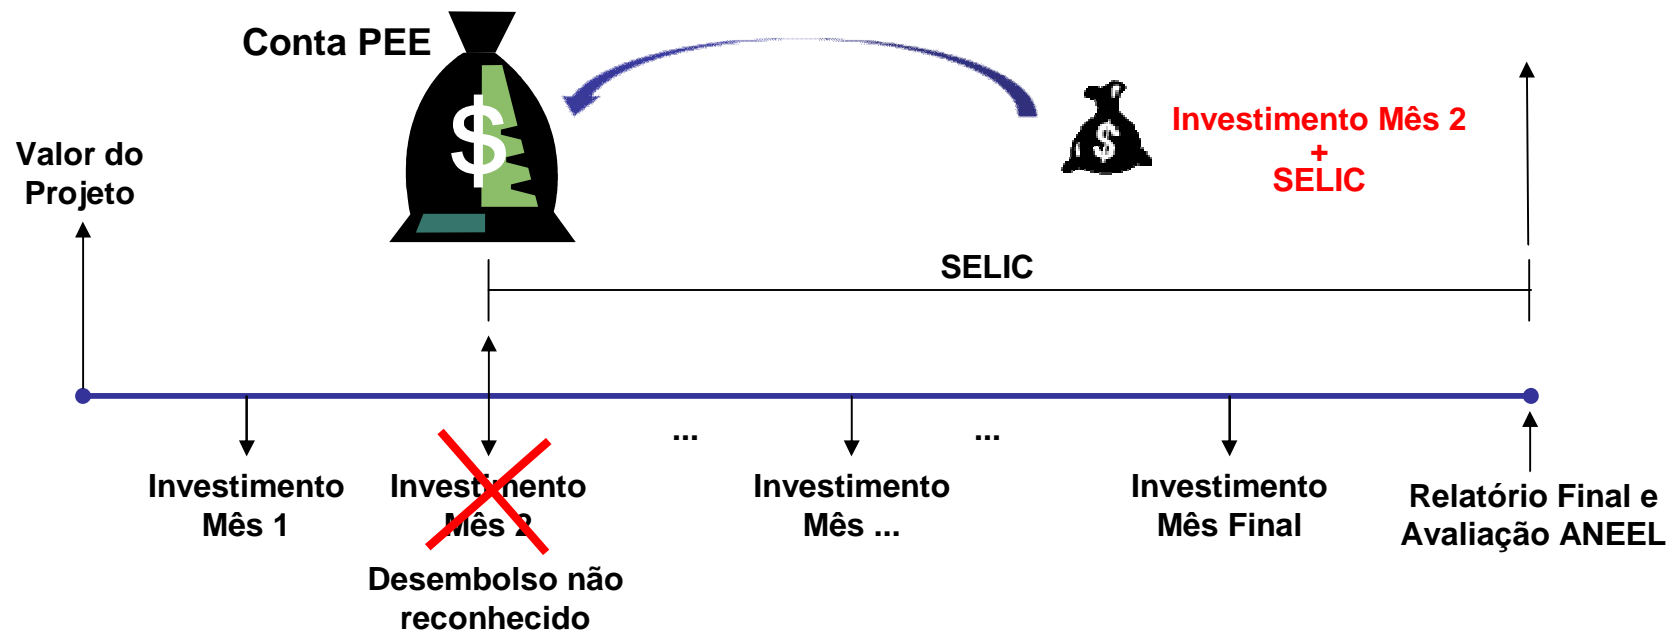 Conta PEE
$
$
Investimento Mês 2
+
SELIC
Valor do
Projeto
SELIC
...
...
Investimento
Mês 1
Investimento
Mês 2
Investimento
Mês ...
Investimento
Mês Final
Relatório Final e
Avaliação ANEEL
Desembolso não
reconhecido